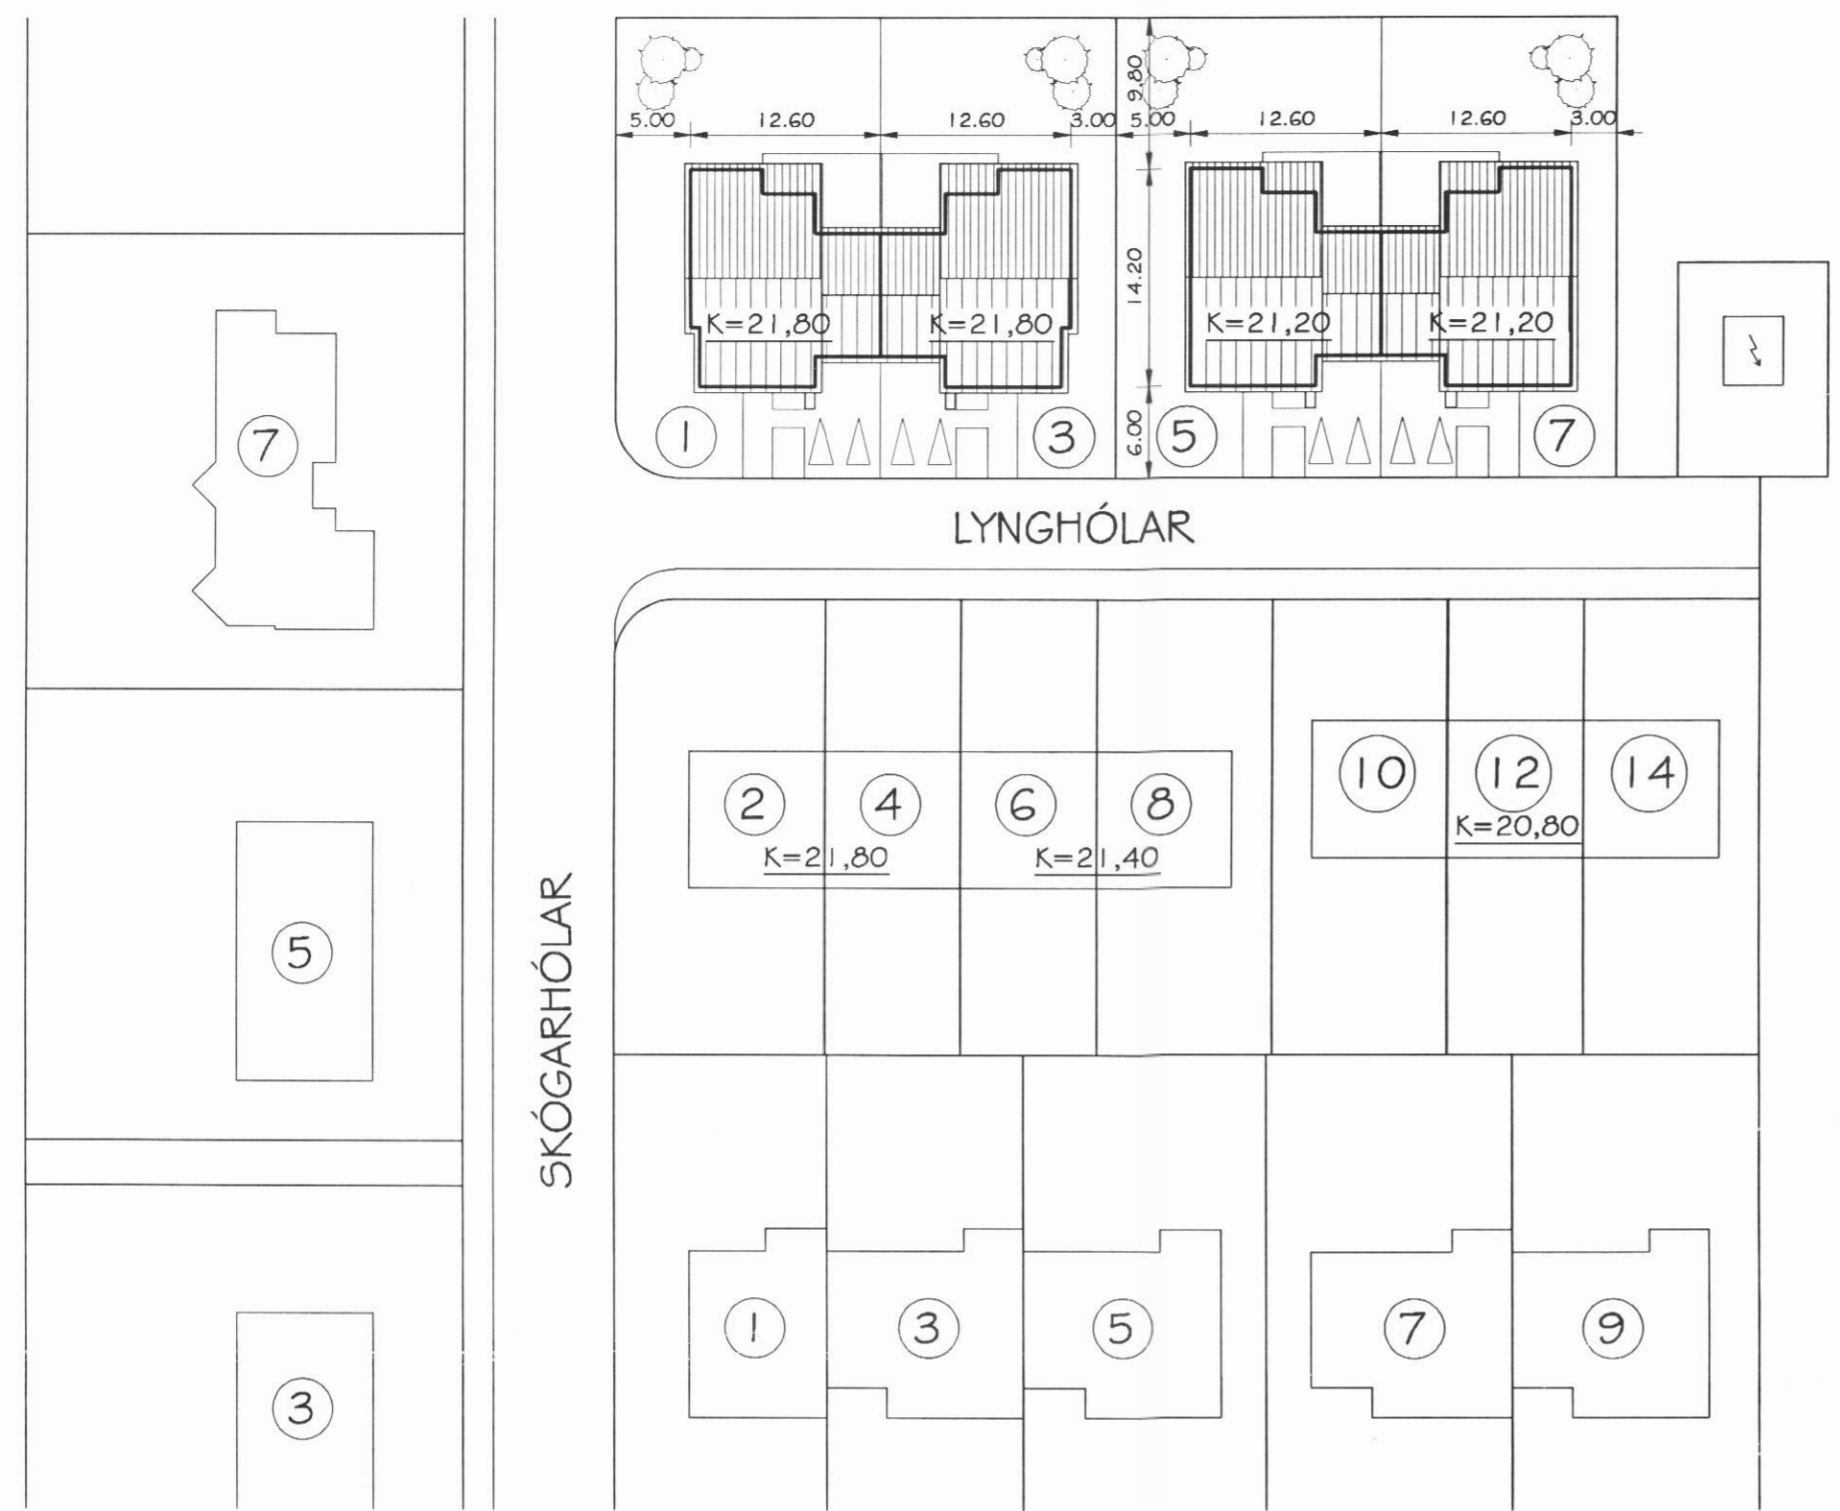 9,80
5.00 12.60 12.60 3.00 5.00 12.60 12.60 3.00
14.20
K=21,80 K=21,80 K=21,20 K=21,20
6.00
1 3 5 7
7
LYNGHÓLAR
2 4 6 8 10 12 14
K=20,80
K=21,80 K=21,40
5
SKÓGARHÓLAR
1 3 5 7 9
3